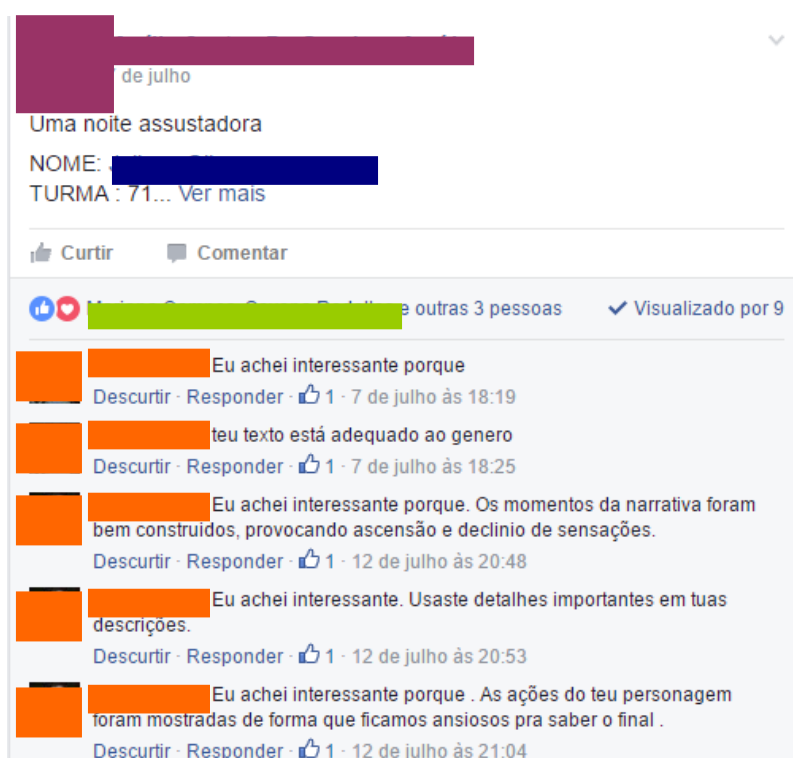 de julho
Uma noite assustadora
NOME:
TURMA : 71... Ver mais
Curtir Comentar
e outras 3 pessoas Visualizado por 9
Eu achei interessante porque
Descurtir · Responder · 1 · 7 de julho às 18:19
teu texto está adequado ao genero
Descurtir · Responder · 1 · 7 de julho às 18:25
Eu achei interessante porque. Os momentos da narrativa foram
bem construidos, provocando ascensão e declinio de sensações.
Descurtir · Responder · 1 · 12 de julho às 20:48
Eu achei interessante. Usaste detalhes importantes em tuas
descrições.
Descurtir · Responder · 1 · 12 de julho às 20:53
Eu achei interessante porque . As ações do teu personagem
foram mostradas de forma que ficamos ansiosos pra saber o final .
Descurtir · Responder · 1 · 12 de julho às 21:04